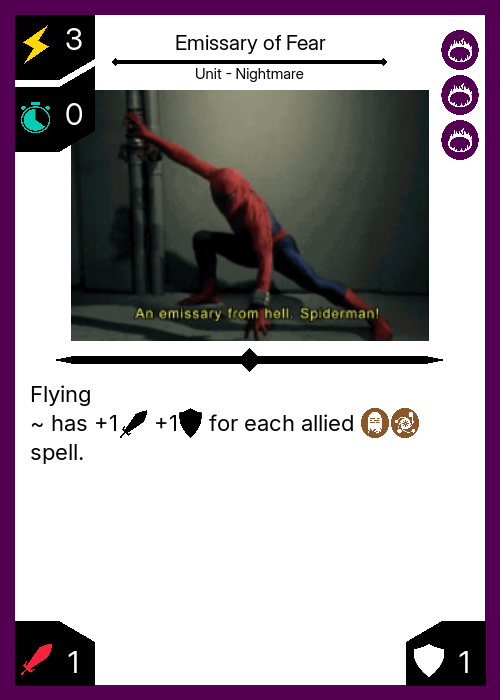 3
Emissary of Fear
Unit - Nightmare
0
An emissary from hell. Spiderman!
Flying
~ has +1 +1 for each allied
spell.
1
1